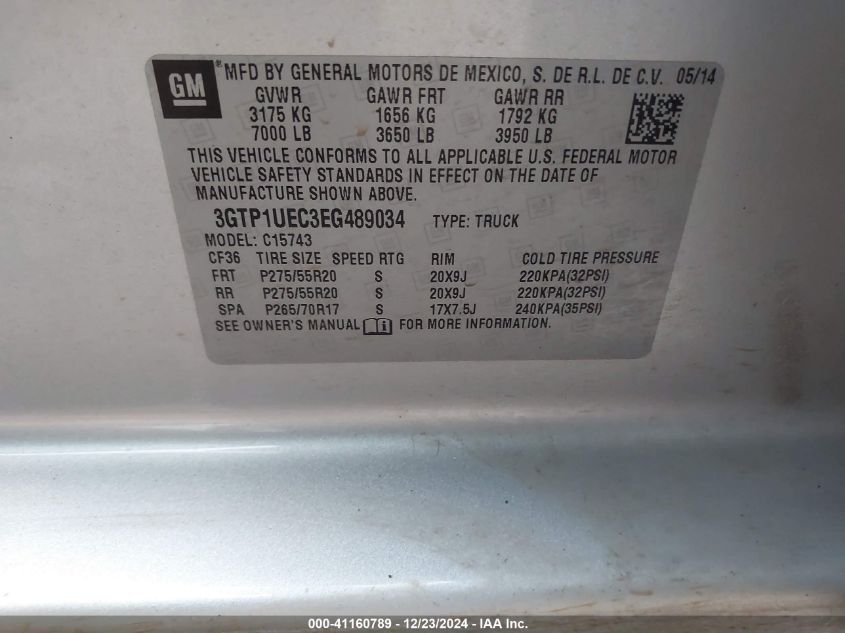 GM ® MFD BY GENERAL MOTORS DE MEXICO, S. DE R.L. DE C.V. 05/14
GVWR GAWR FRT GAWR RR
3175 KG 1656 KG 1792 KG
7000 LB 3650 LB 3950 LB
THIS VEHICLE CONFORMS TO ALL APPLICABLE U.S. FEDERAL MOTOR
VEHICLE SAFETY STANDARDS IN EFFECT ON THE DATE OF
MANUFACTURE SHOWN ABOVE.
3GTP1UEC3EG489034 TYPE: TRUCK
MODEL: C15743
CF36 TIRE SIZE SPEED RTG RIM COLD TIRE PRESSURE
FRT P275/55R20 S 20X9J 220KPA(32PSI)
RR P275/55R20 S 20X9J 220KPA(32PSI)
SPA P265/70R17 S 17X7.5J 240KPA(35PSI)
SEE OWNER'S MANUAL FOR MORE INFORMATION.
000-41160789 - 12/23/2024 - IAA Inc.